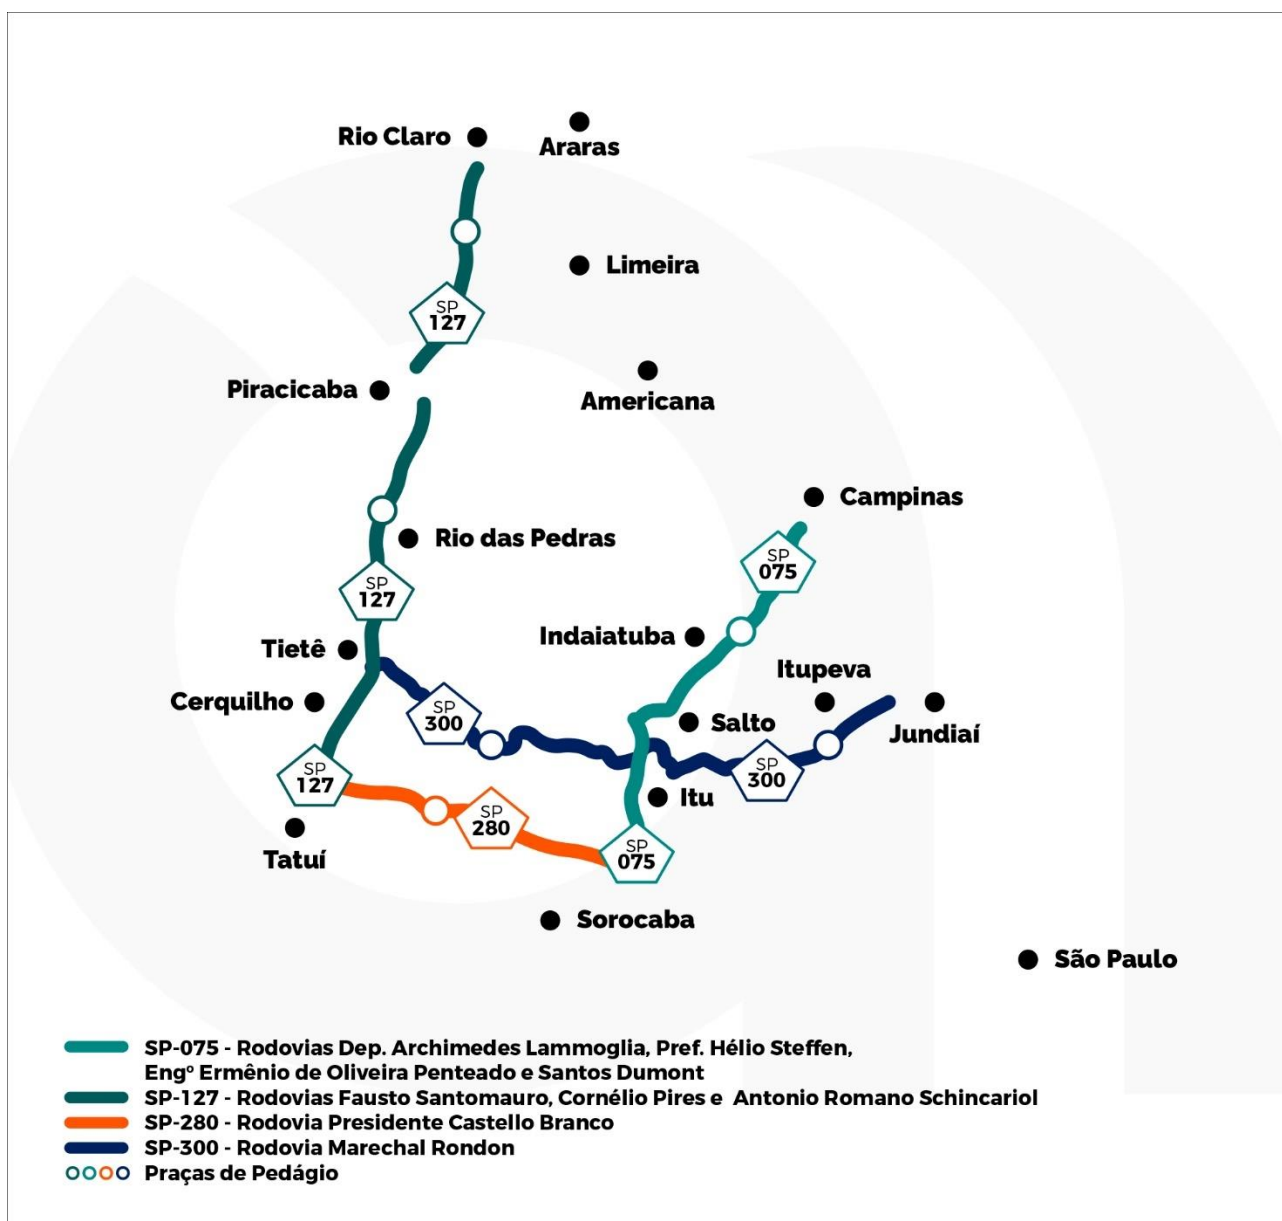 Rio Claro
Araras
Limeira
SP
127
Piracicaba
Americana
Campinas
Rio das Pedras
SP
075
SP
127
Indaiatuba
Tietê
Itupeva
Cerquilho
SP
300
Salto
Jundiaí
SP
127
SP
300
Itu
SP
280
Tatuí
SP
075
Sorocaba
São Paulo
SP-075 - Rodovias Dep. Archimedes Lammoglia, Pref. Hélio Steffen,
Engº Ermênio de Oliveira Penteado e Santos Dumont
SP-127 - Rodovias Fausto Santomauro, Cornélio Pires e Antonio Romano Schincariol
SP-280 - Rodovia Presidente Castello Branco
SP-300 - Rodovia Marechal Rondon
Praças de Pedágio